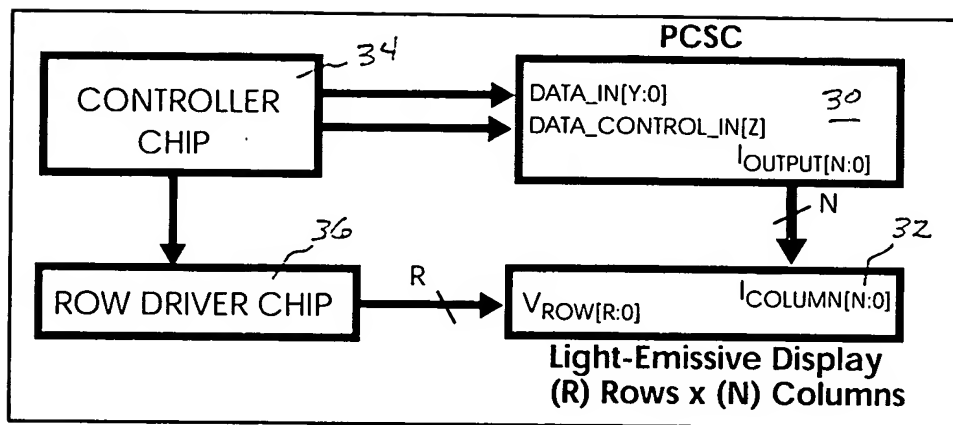 PCSC
34
CONTROLLER
CHIP
DATA_IN[Y:0]
30
DATA_CONTROL_IN[Z]
IOUTPUT[N:0]
N
36
32
ROW DRIVER CHIP
R
VROW[R:0]
ICOLUMN[N:0]
Light-Emissive Display
(R) Rows x (N) Columns